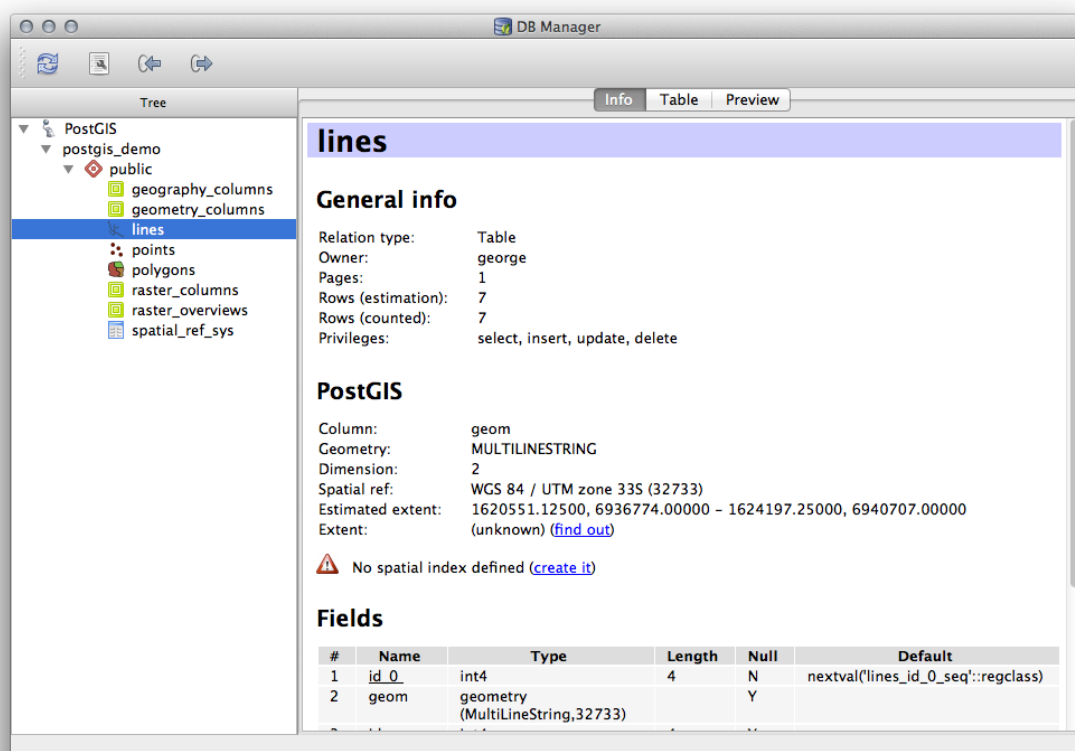 DB Manager
Tree
Info Table Preview
PostGIS
postgis_demo
public
geography_columns
geometry_columns
lines
points
polygons
raster_columns
raster_overviews
spatial_ref_sys
lines
General info
Relation type: Table
Owner: george
Pages: 1
Rows (estimation): 7
Rows (counted): 7
Privileges: select, insert, update, delete
PostGIS
Column: geom
Geometry: MULTILINESTRING
Dimension: 2
Spatial ref: WGS 84 / UTM zone 33S (32733)
Estimated extent: 1620551.12500, 6936774.00000 - 1624197.25000, 6940707.00000
Extent: (unknown) (find out)
No spatial index defined (create it)
Fields
# Name Type Length Null Default
1 id_0 int4 4 N nextval('lines_id_0_seq'::regclass)
2 geom geometry Y
(MultiLineString,32733)